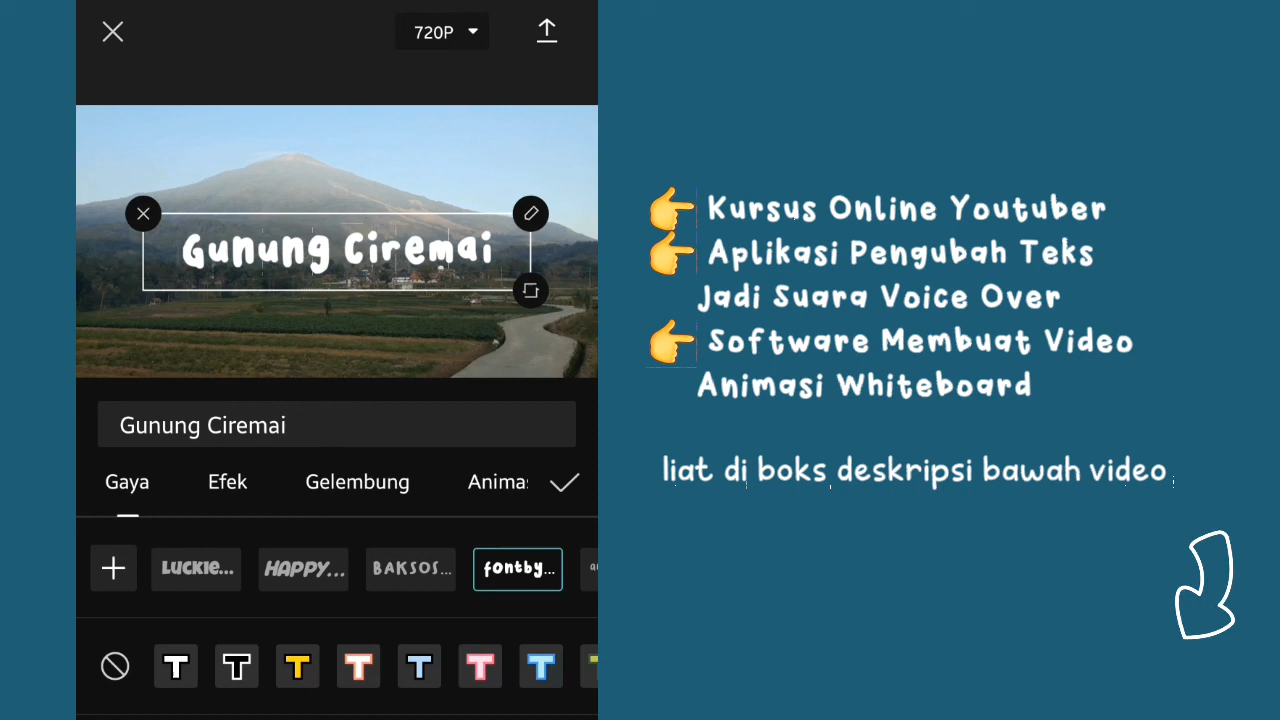 720P
Gunung Ciremai
Gunung Ciremai
Gaya Efek Gelembung Animas
LUCKIE... HAPPY... BAKSOS... fontby...
T T T T T T T
Kursus Online Youtuber
Aplikasi Pengubah Teks
Jadi Suara Voice Over
Software Membuat Video
Animasi Whiteboard
liat di boks deskripsi bawah video